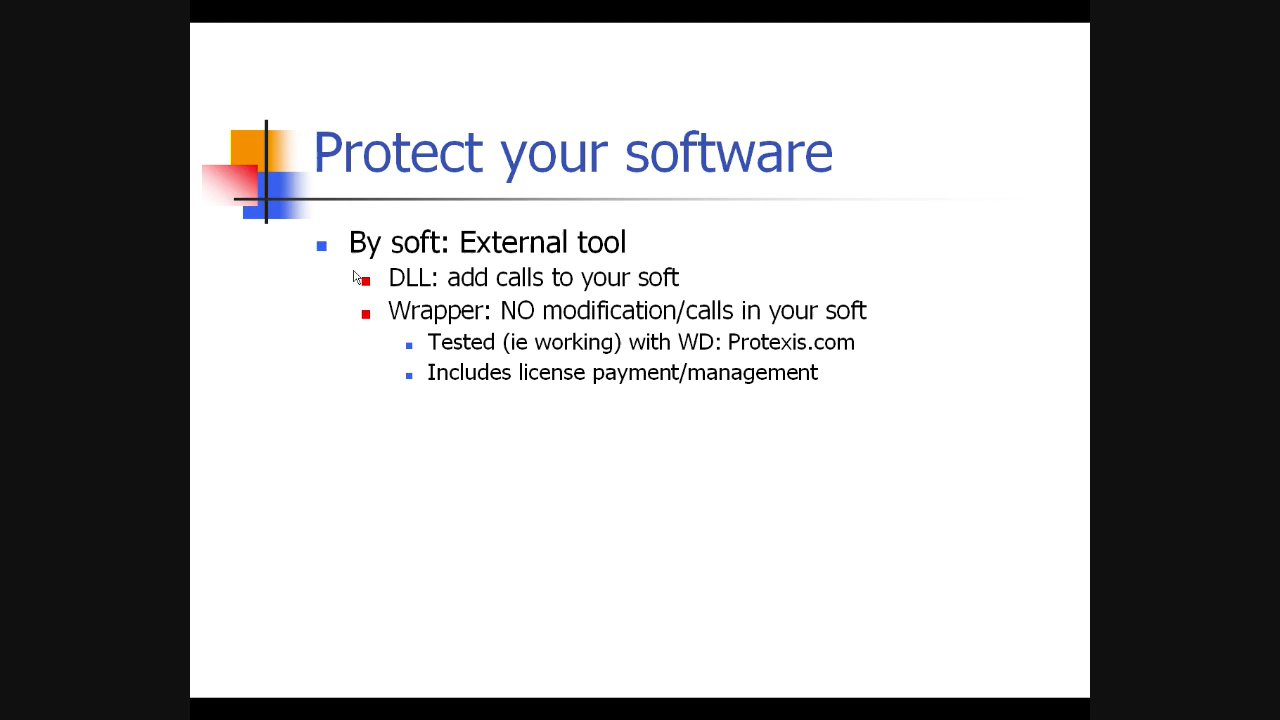 Protect your software
By soft: External tool
DLL: add calls to your soft
Wrapper: NO modification/calls in your soft
Tested (ie working) with WD: Protexis.com
Includes license payment/management